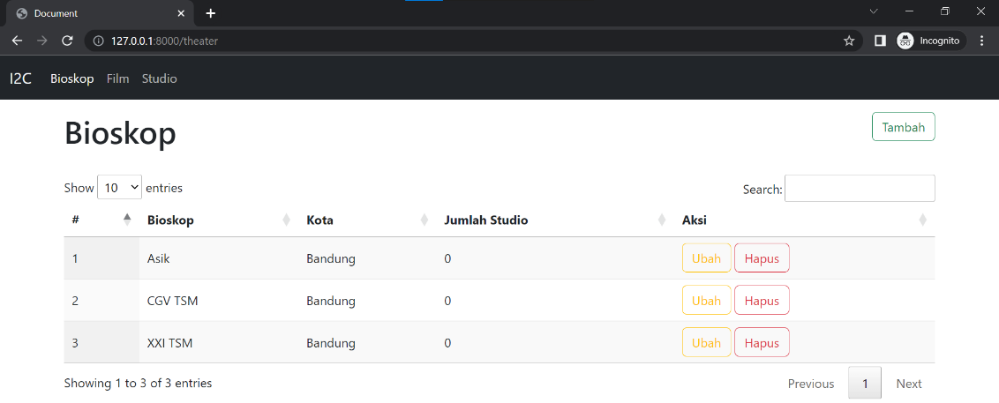 Document
127.0.0.1:8000/theater
Incognito
I2C Bioskop Film Studio
Bioskop
Tambah
Show 10 entries
Search:
# Bioskop Kota Jumlah Studio Aksi
1 Asik Bandung 0 Ubah Hapus
2 CGV TSM Bandung 0 Ubah Hapus
3 XXI TSM Bandung 0 Ubah Hapus
Showing 1 to 3 of 3 entries
Previous 1 Next